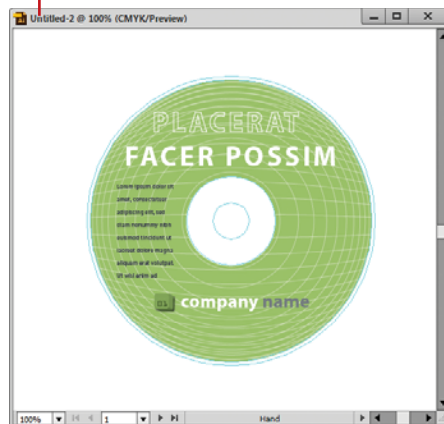 Untitled-2 @ 100% (CMYK/Preview)
PLACERAT
FACER POSSIM
Lorem ipsum dolor sit
amet, consectetuer
adipiscing elit, sed
diam nonummy nibh
euismod tincidunt ut
laoreet dolore magna
aliquam erat volutpat.
Ut wisi enim ad
01
company name
100%
1
Hand